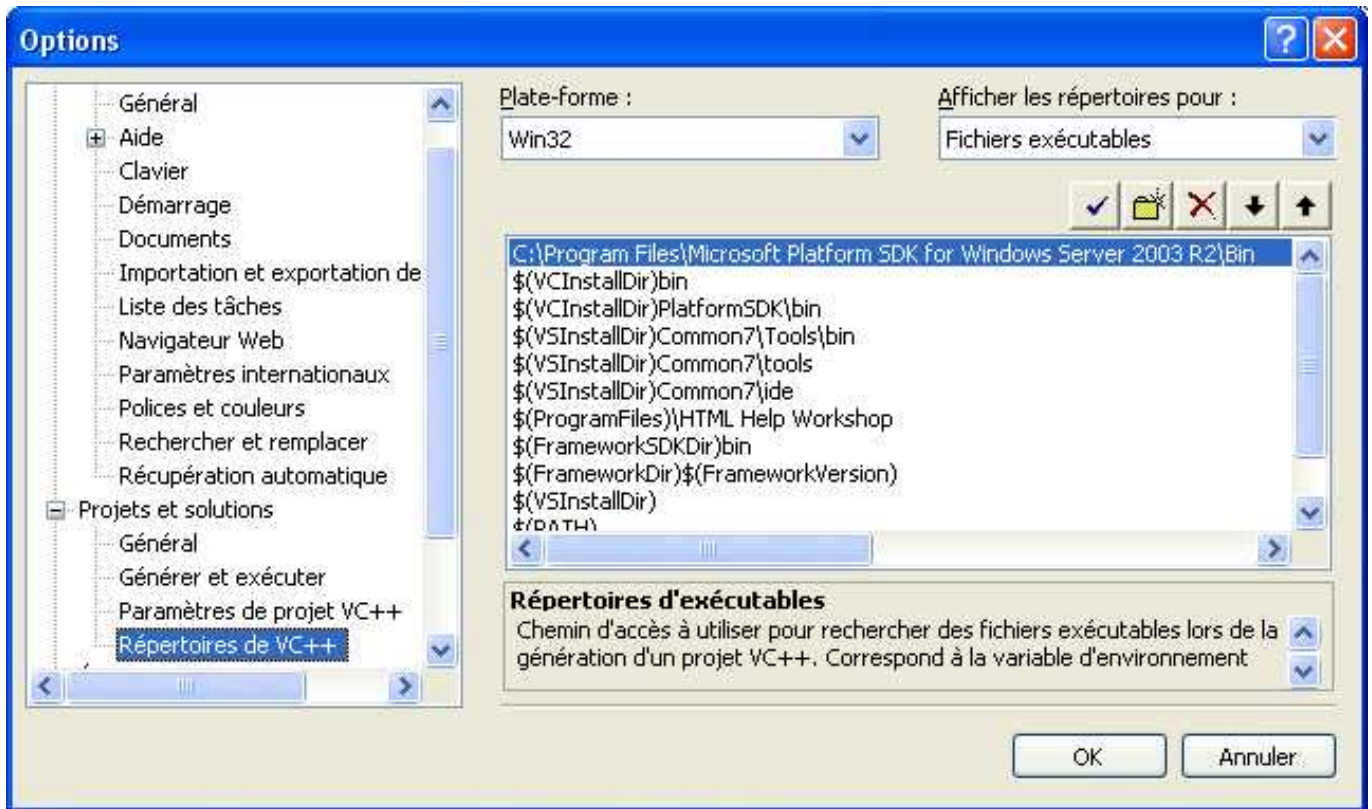 Options
Général
Aide
Clavier
Démarrage
Documents
Importation et exportation de
Liste des tâches
Navigateur Web
Paramètres internationaux
Polices et couleurs
Rechercher et remplacer
Récupération automatique
Projets et solutions
Général
Générer et exécuter
Paramètres de projet VC++
Répertoires de VC++
Plate-forme :
Win32
Afficher les répertoires pour :
Fichiers exécutables
C:\Program Files\Microsoft Platform SDK for Windows Server 2003 R2\Bin
$(VCInstallDir)bin
$(VCInstallDir)PlatformSDK\bin
$(VSInstallDir)Common7\Tools\bin
$(VSInstallDir)Common7\tools
$(VSInstallDir)Common7\ide
$(ProgramFiles)\HTML Help Workshop
$(FrameworkSDKDir)bin
$(FrameworkDir)$(FrameworkVersion)
$(VSInstallDir)
$(PATH)
Répertoires d'exécutables
Chemin d'accès à utiliser pour rechercher des fichiers exécutables lors de la
génération d'un projet VC++. Correspond à la variable d'environnement
OK
Annuler